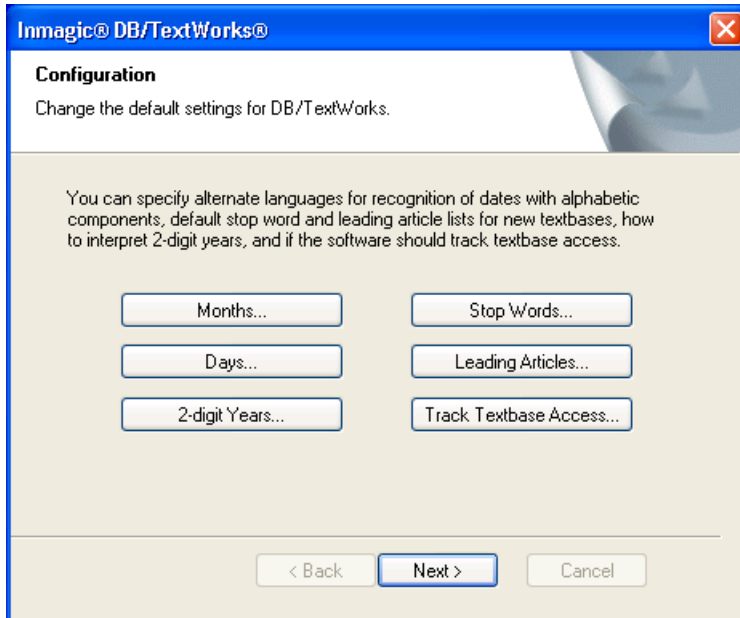 Inmagic® DB/TextWorks®
Configuration
Change the default settings for DB/TextWorks.
You can specify alternate languages for recognition of dates with alphabetic
components, default stop word and leading article lists for new textbases, how
to interpret 2-digit years, and if the software should track textbase access.
Months... Stop Words...
Days... Leading Articles...
2-digit Years... Track Textbase Access...
< Back Next > Cancel